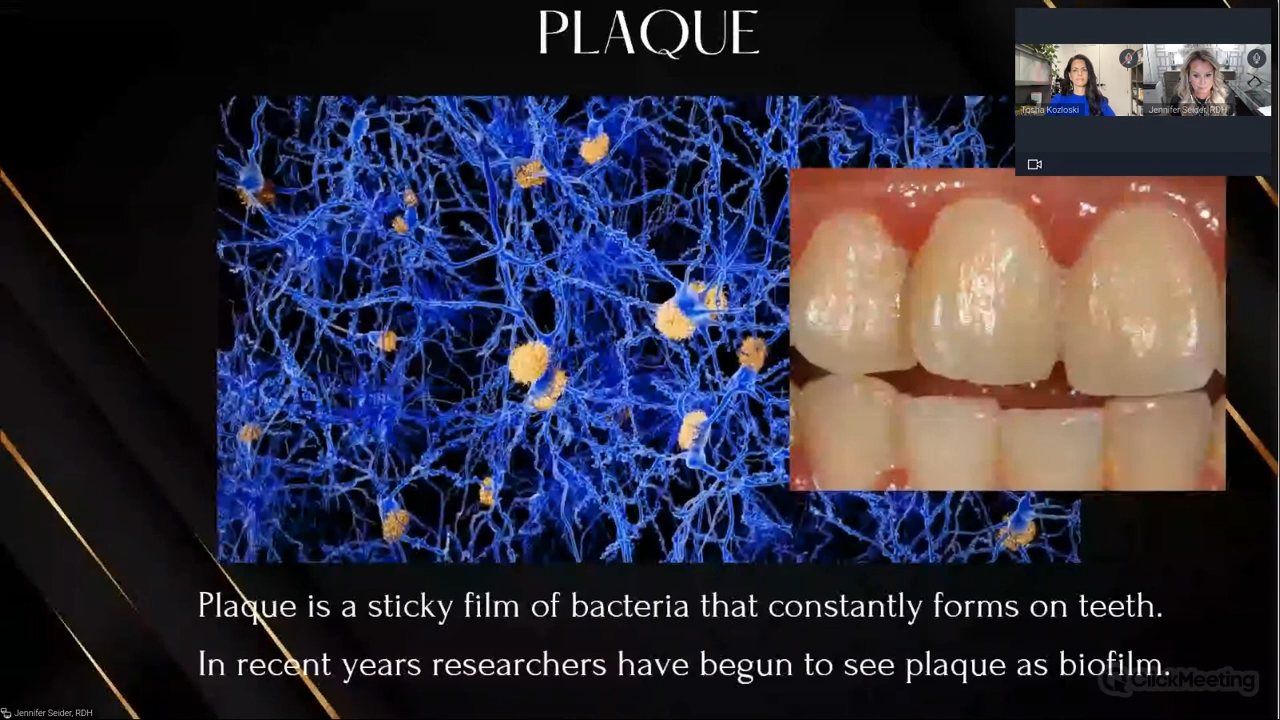 PLAQUE
Tosha Kozloski
Jennifer Seider, RDH
Plaque is a sticky film of bacteria that constantly forms on teeth.
In recent years researchers have begun to see plaque as biofilm.
ClickMeeting
Jennifer Seider, RDH